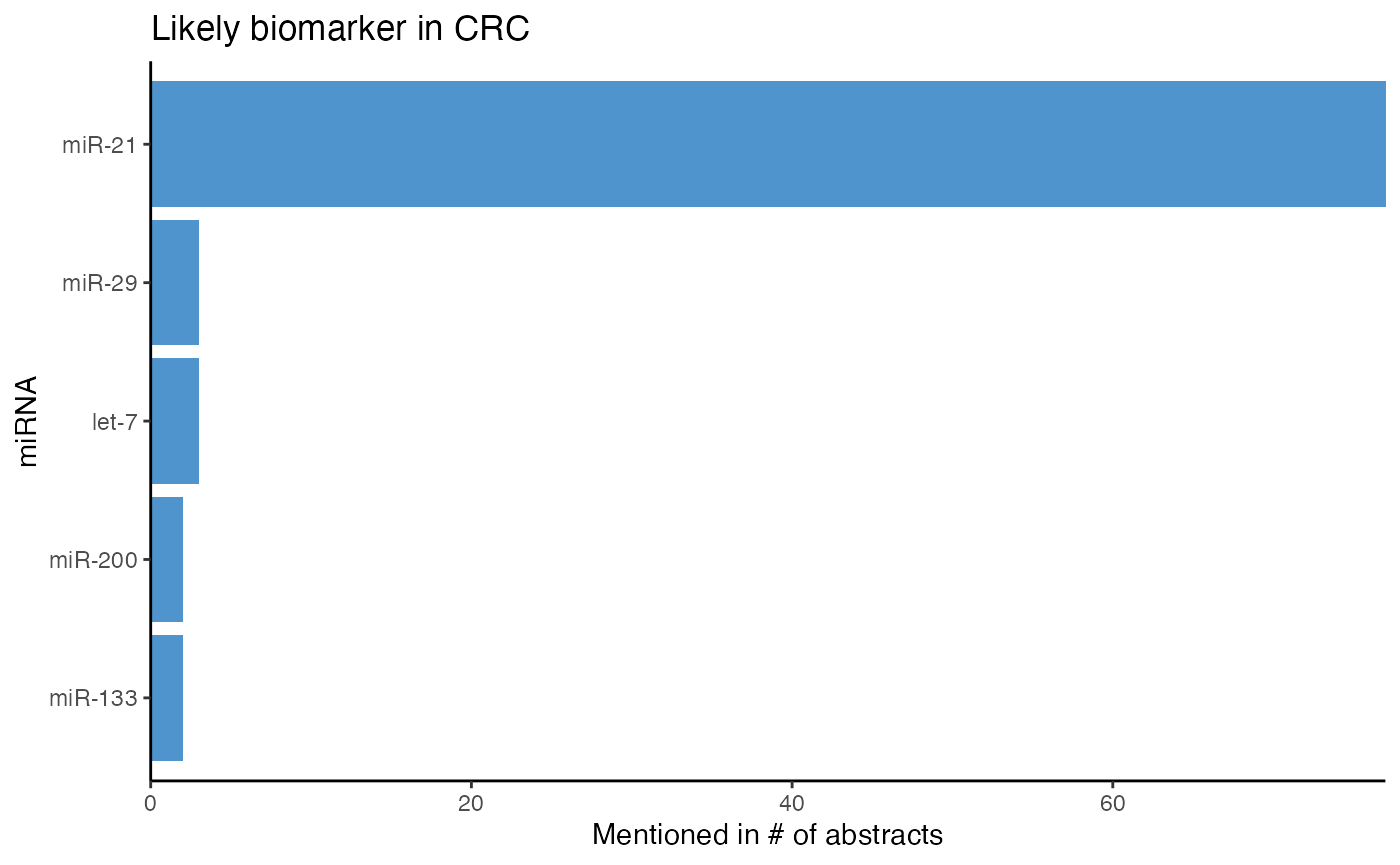 Likely biomarker in CRC
miR-21
miR-29
let-7
miR-200
miR-133
miRNA
0 20 40 60
Mentioned in # of abstracts